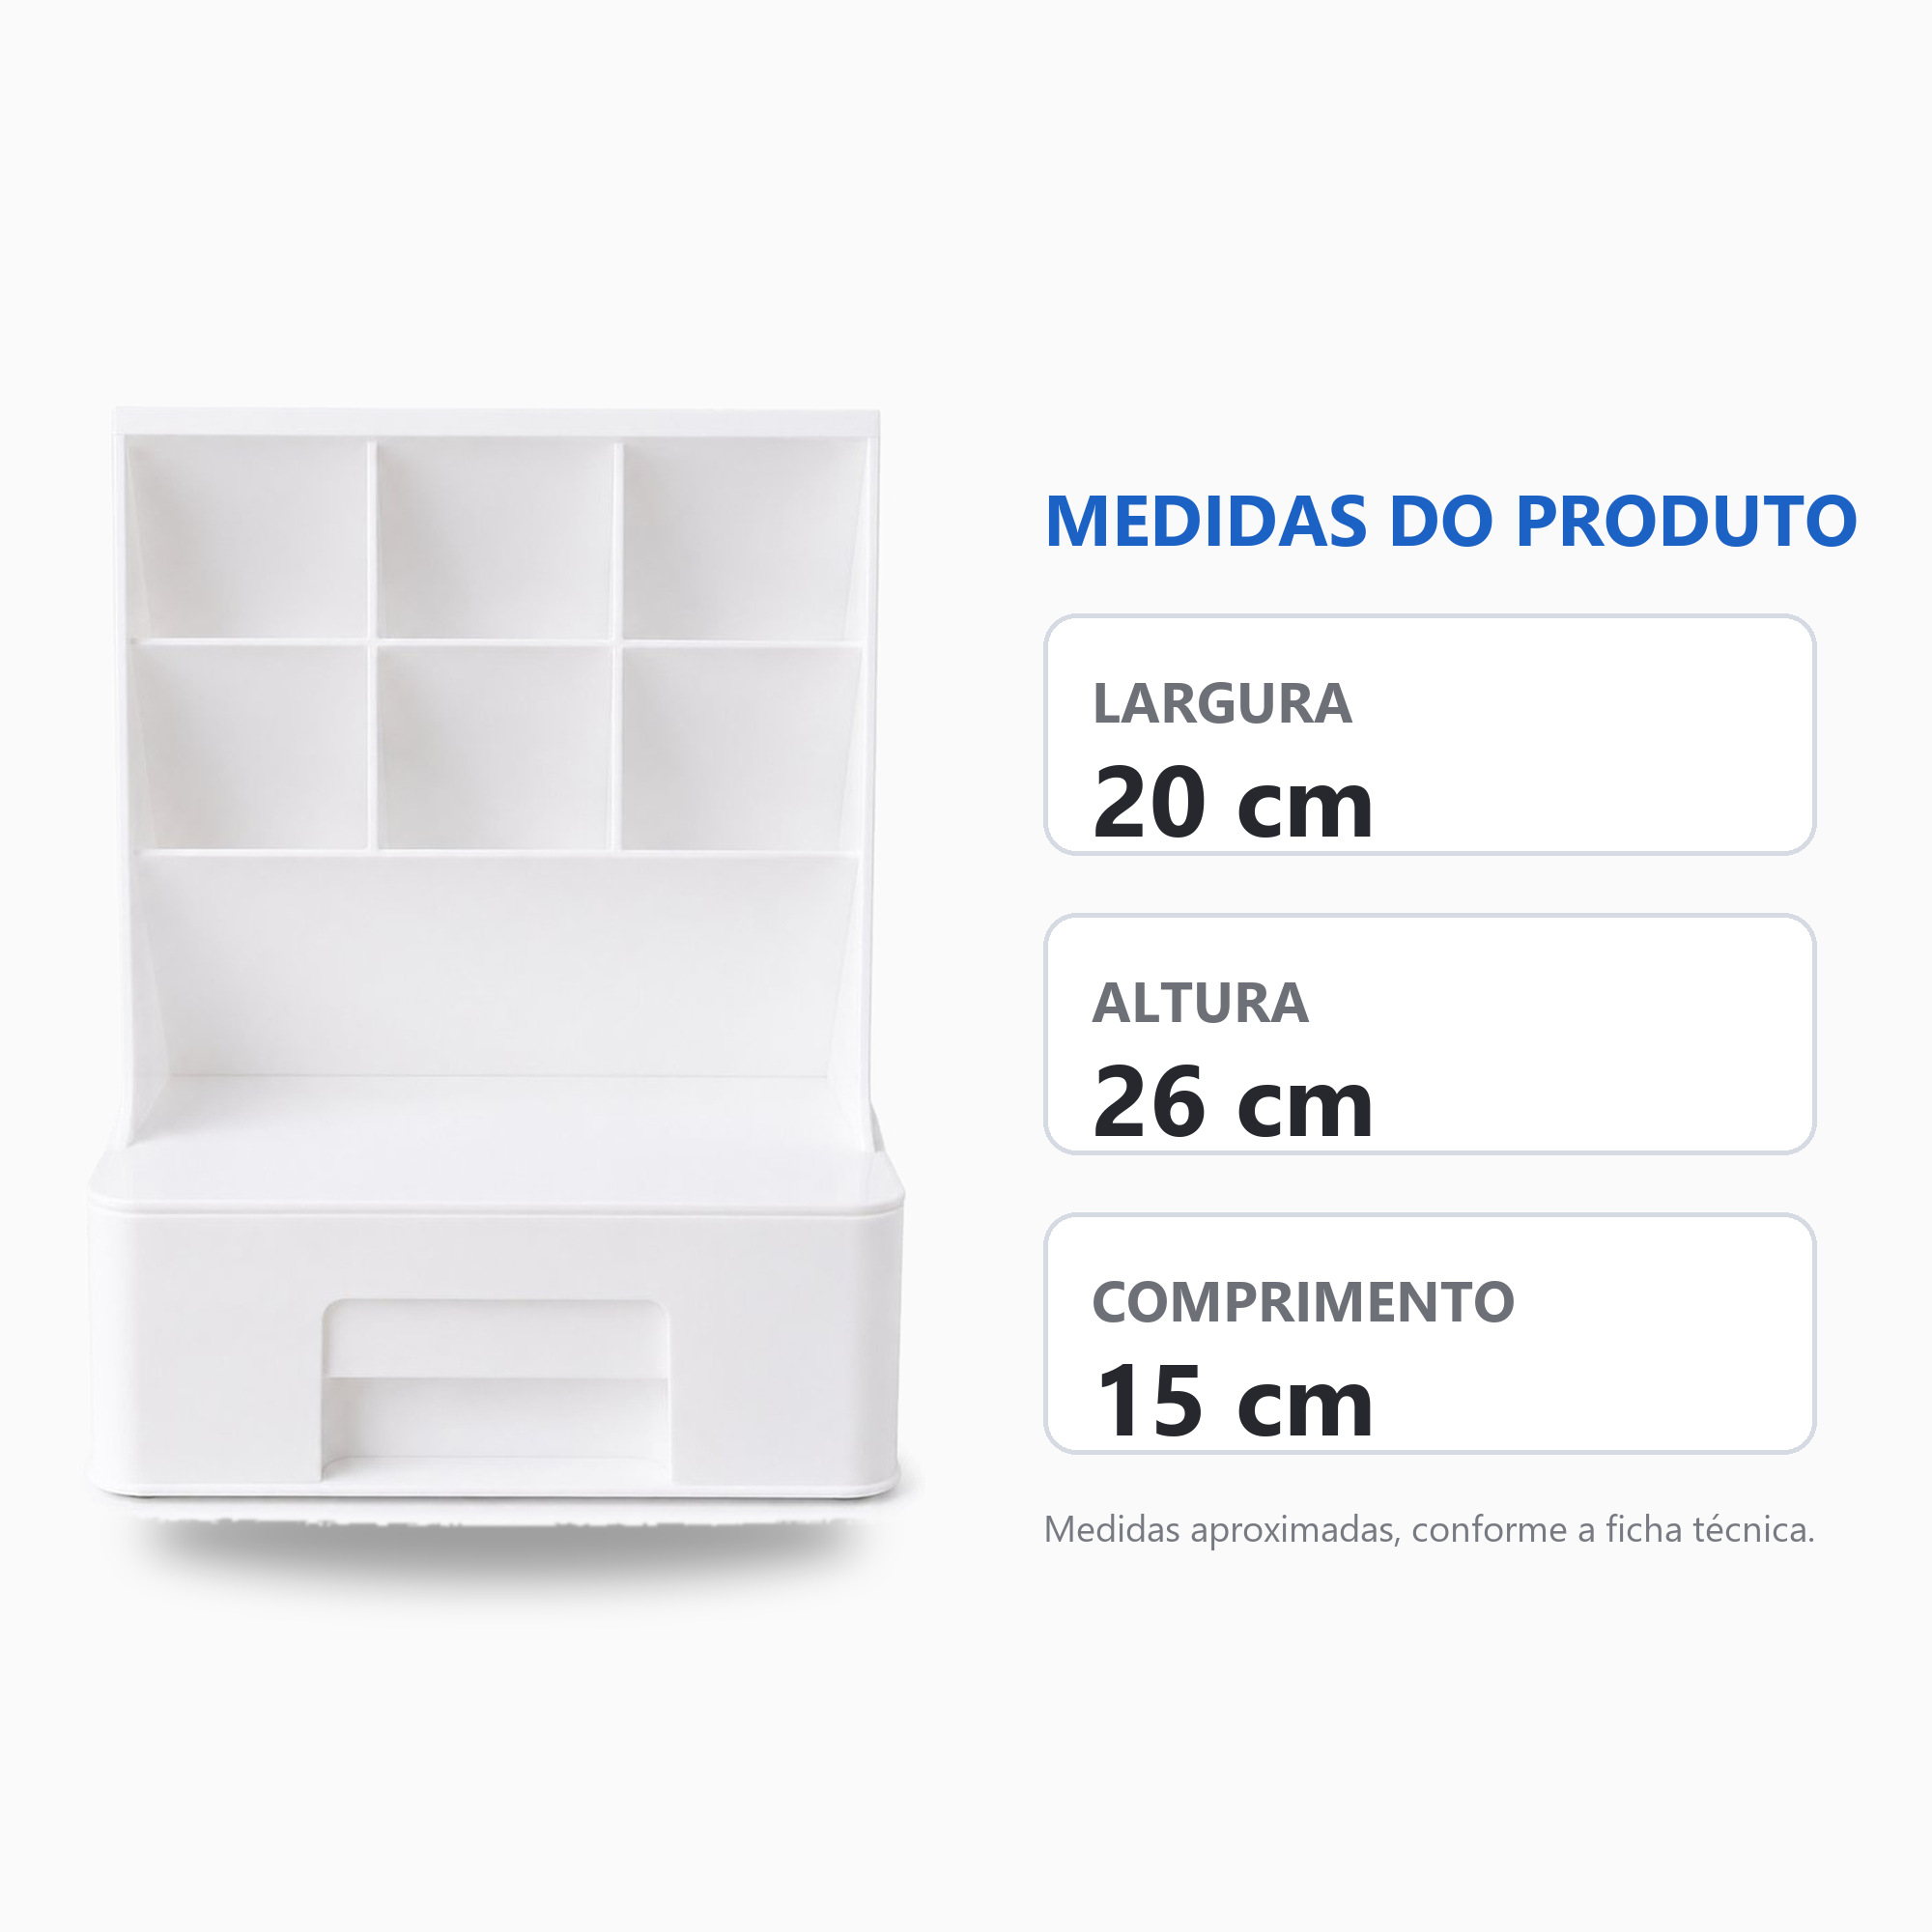 MEDIDAS DO PRODUTO
LARGURA
20 cm
ALTURA
26 cm
COMPRIMENTO
15 cm
Medidas aproximadas, conforme a ficha técnica.